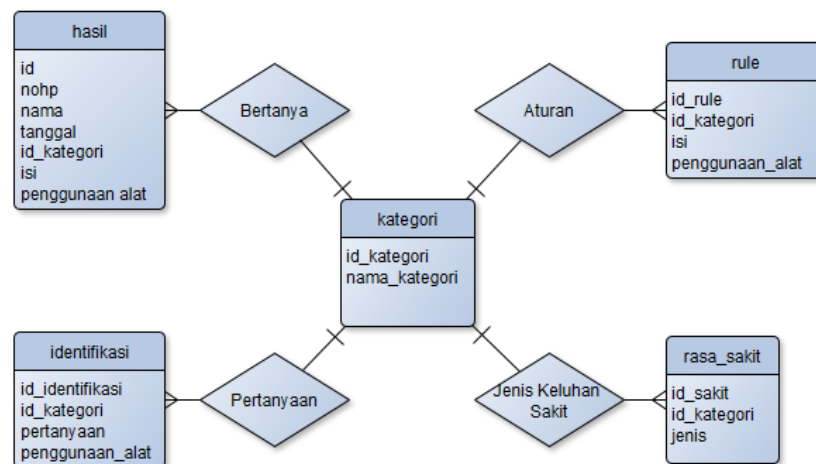 hasil
id
nohp
nama
tanggal
id_kategori
isi
penggunaan alat
Bertanya
Aturan
rule
id_rule
id_kategori
isi
penggunaan_alat
kategori
id_kategori
nama_kategori
identifikasi
id_identifikasi
id_kategori
pertanyaan
penggunaan_alat
Pertanyaan
Jenis Keluhan
Sakit
rasa_sakit
id_sakit
id_kategori
jenis